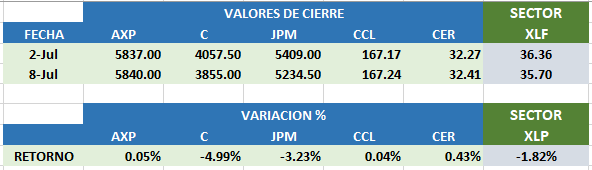 VALORES DE CIERRE SECTOR
FECHA AXP C JPM CCL CER XLF
2-Jul 5837.00 4057.50 5409.00 167.17 32.27 36.36
8-Jul 5840.00 3855.00 5234.50 167.24 32.41 35.70
VARIACION % SECTOR
AXP C JPM CCL CER XLP
RETORNO 0.05% -4.99% -3.23% 0.04% 0.43% -1.82%